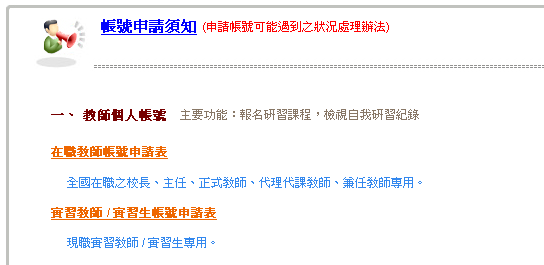 帳號申請須知 (申請帳號可能遇到之狀況處理辦法)
一、 教師個人帳號 主要功能：報名研習課程，檢視自我研習紀錄
在職教師帳號申請表
全國在職之校長、主任、正式教師、代理代課教師、兼任教師專用。
實習教師 / 實習生帳號申請表
現職實習教師 / 實習生專用。